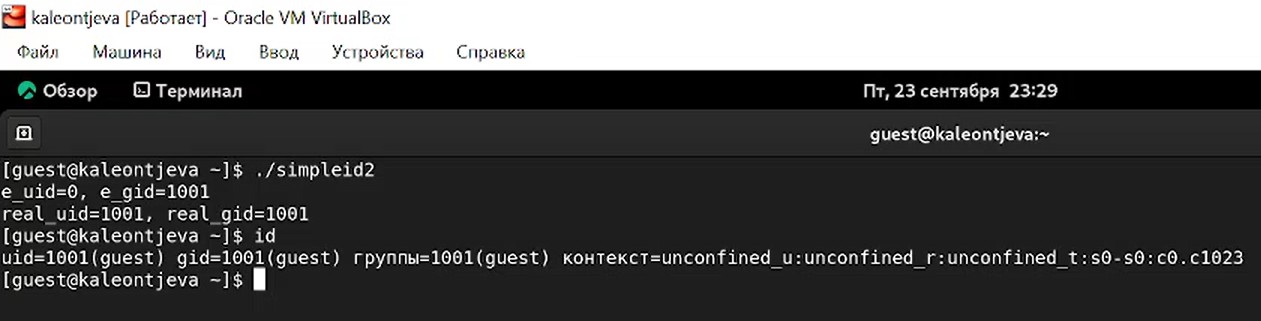 kaleontjeva [Работает] - Oracle VM VirtualBox
Файл Машина Вид Ввод Устройства Справка
Обзор Терминал Пт, 23 сентября 23:29
guest@kaleontjeva:~
[guest@kaleontjeva ~]$ ./simpleid2
e_uid=0, e_gid=1001
real_uid=1001, real_gid=1001
[guest@kaleontjeva ~]$ id
uid=1001(guest) gid=1001(guest) группы=1001(guest) контекст=unconfined_u:unconfined_r:unconfined_t:s0-s0:c0.c1023
[guest@kaleontjeva ~]$